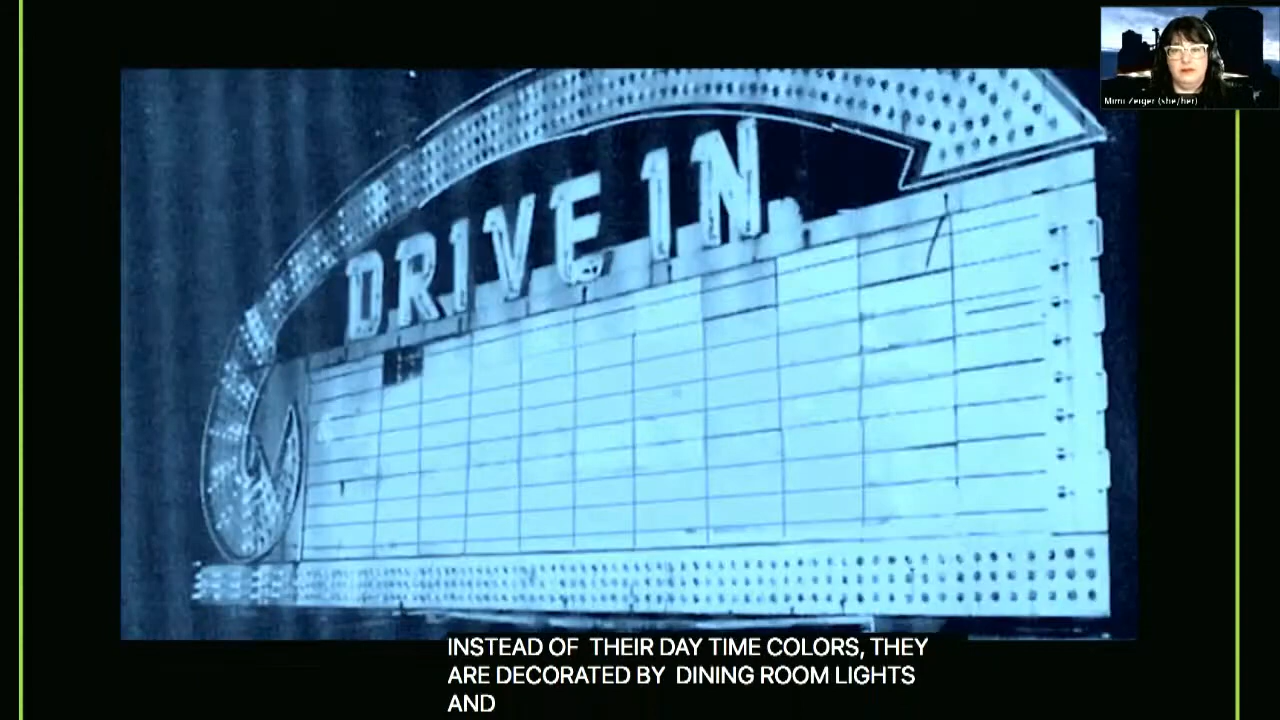 Mimi Zeiger (she/her)
DRIVE IN
INSTEAD OF THEIR DAY TIME COLORS, THEY
ARE DECORATED BY DINING ROOM LIGHTS
AND